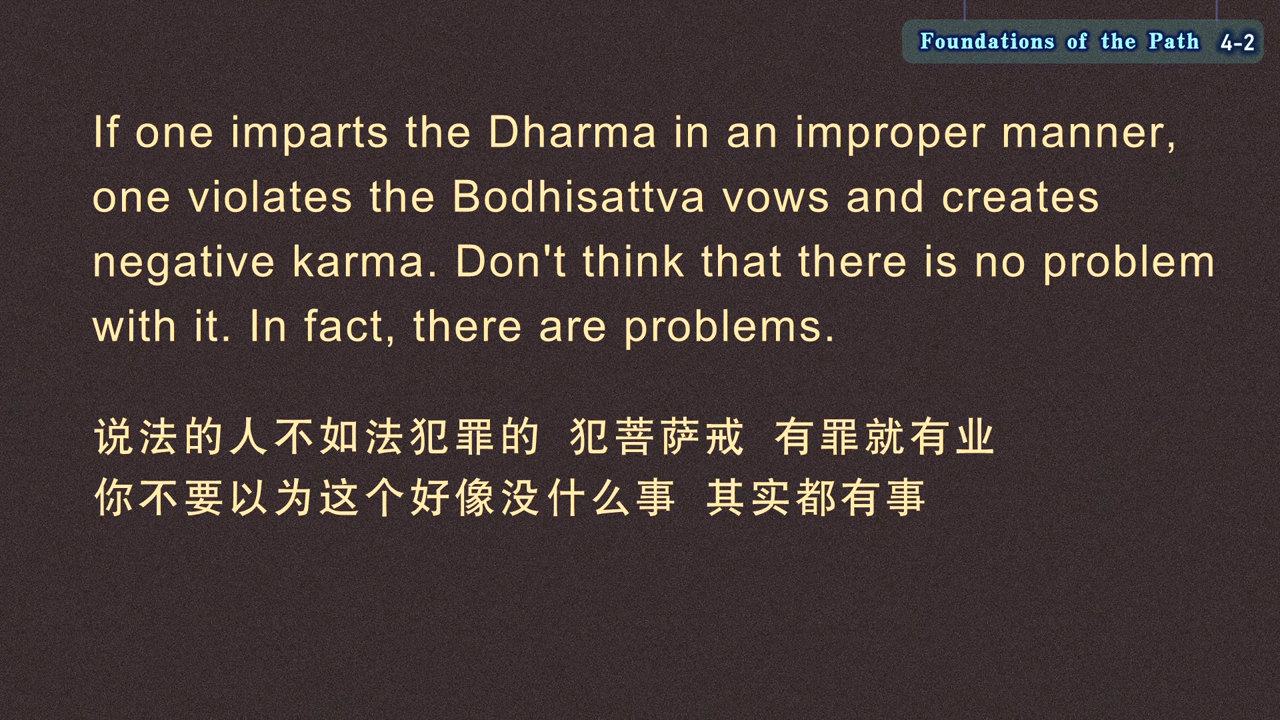 Foundations of the Path 4-2
If one imparts the Dharma in an improper manner,
one violates the Bodhisattva vows and creates
negative karma. Don't think that there is no problem
with it. In fact, there are problems.
说法的人不如法犯罪的 犯菩萨戒 有罪就有业
你不要以为这个好像没什么事 其实都有事